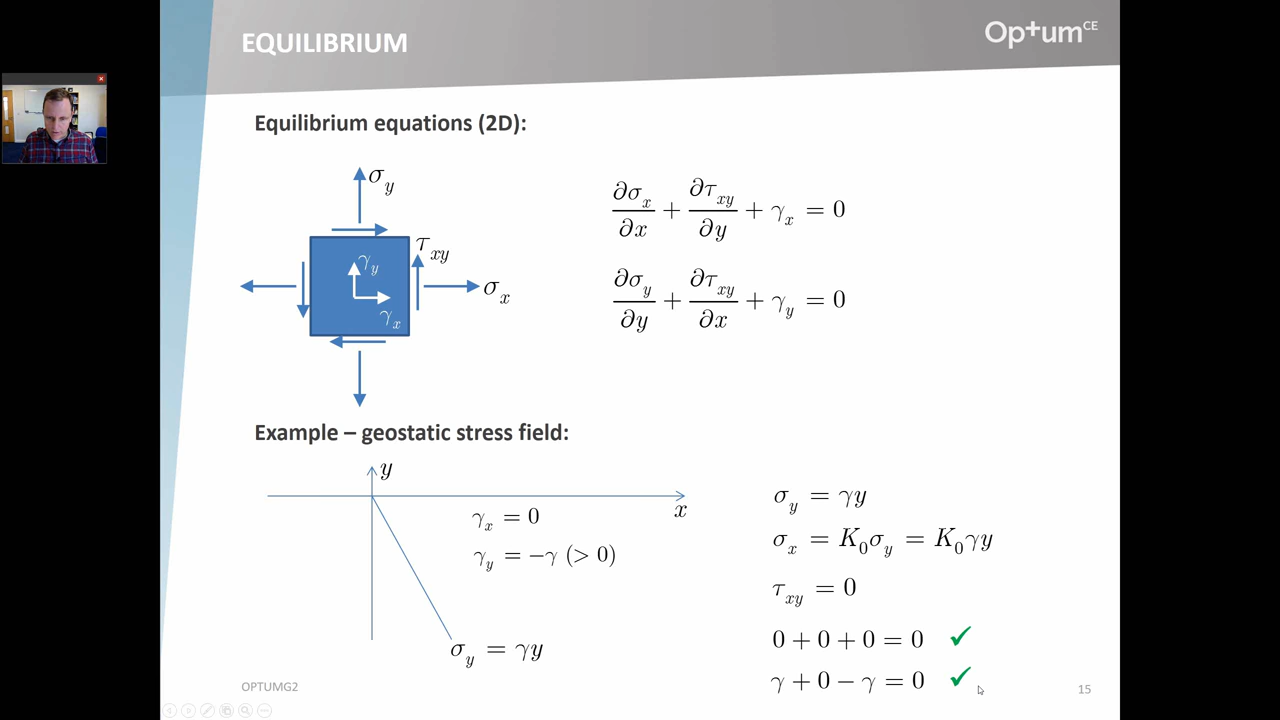 EQUILIBRIUM
Op+um CE
Equilibrium equations (2D):
σ_y
τ_xy
γ_y
σ_x
γ_x
∂σ_x/∂x + ∂τ_xy/∂y + γ_x = 0
∂σ_y/∂y + ∂τ_xy/∂x + γ_y = 0
Example – geostatic stress field:
y
x
γ_x = 0
γ_y = −γ (> 0)
σ_y = γy
σ_y = γy
σ_x = K_0σ_y = K_0γy
τ_xy = 0
0 + 0 + 0 = 0 ✓
γ + 0 − γ = 0 ✓
OPTUMG2
15